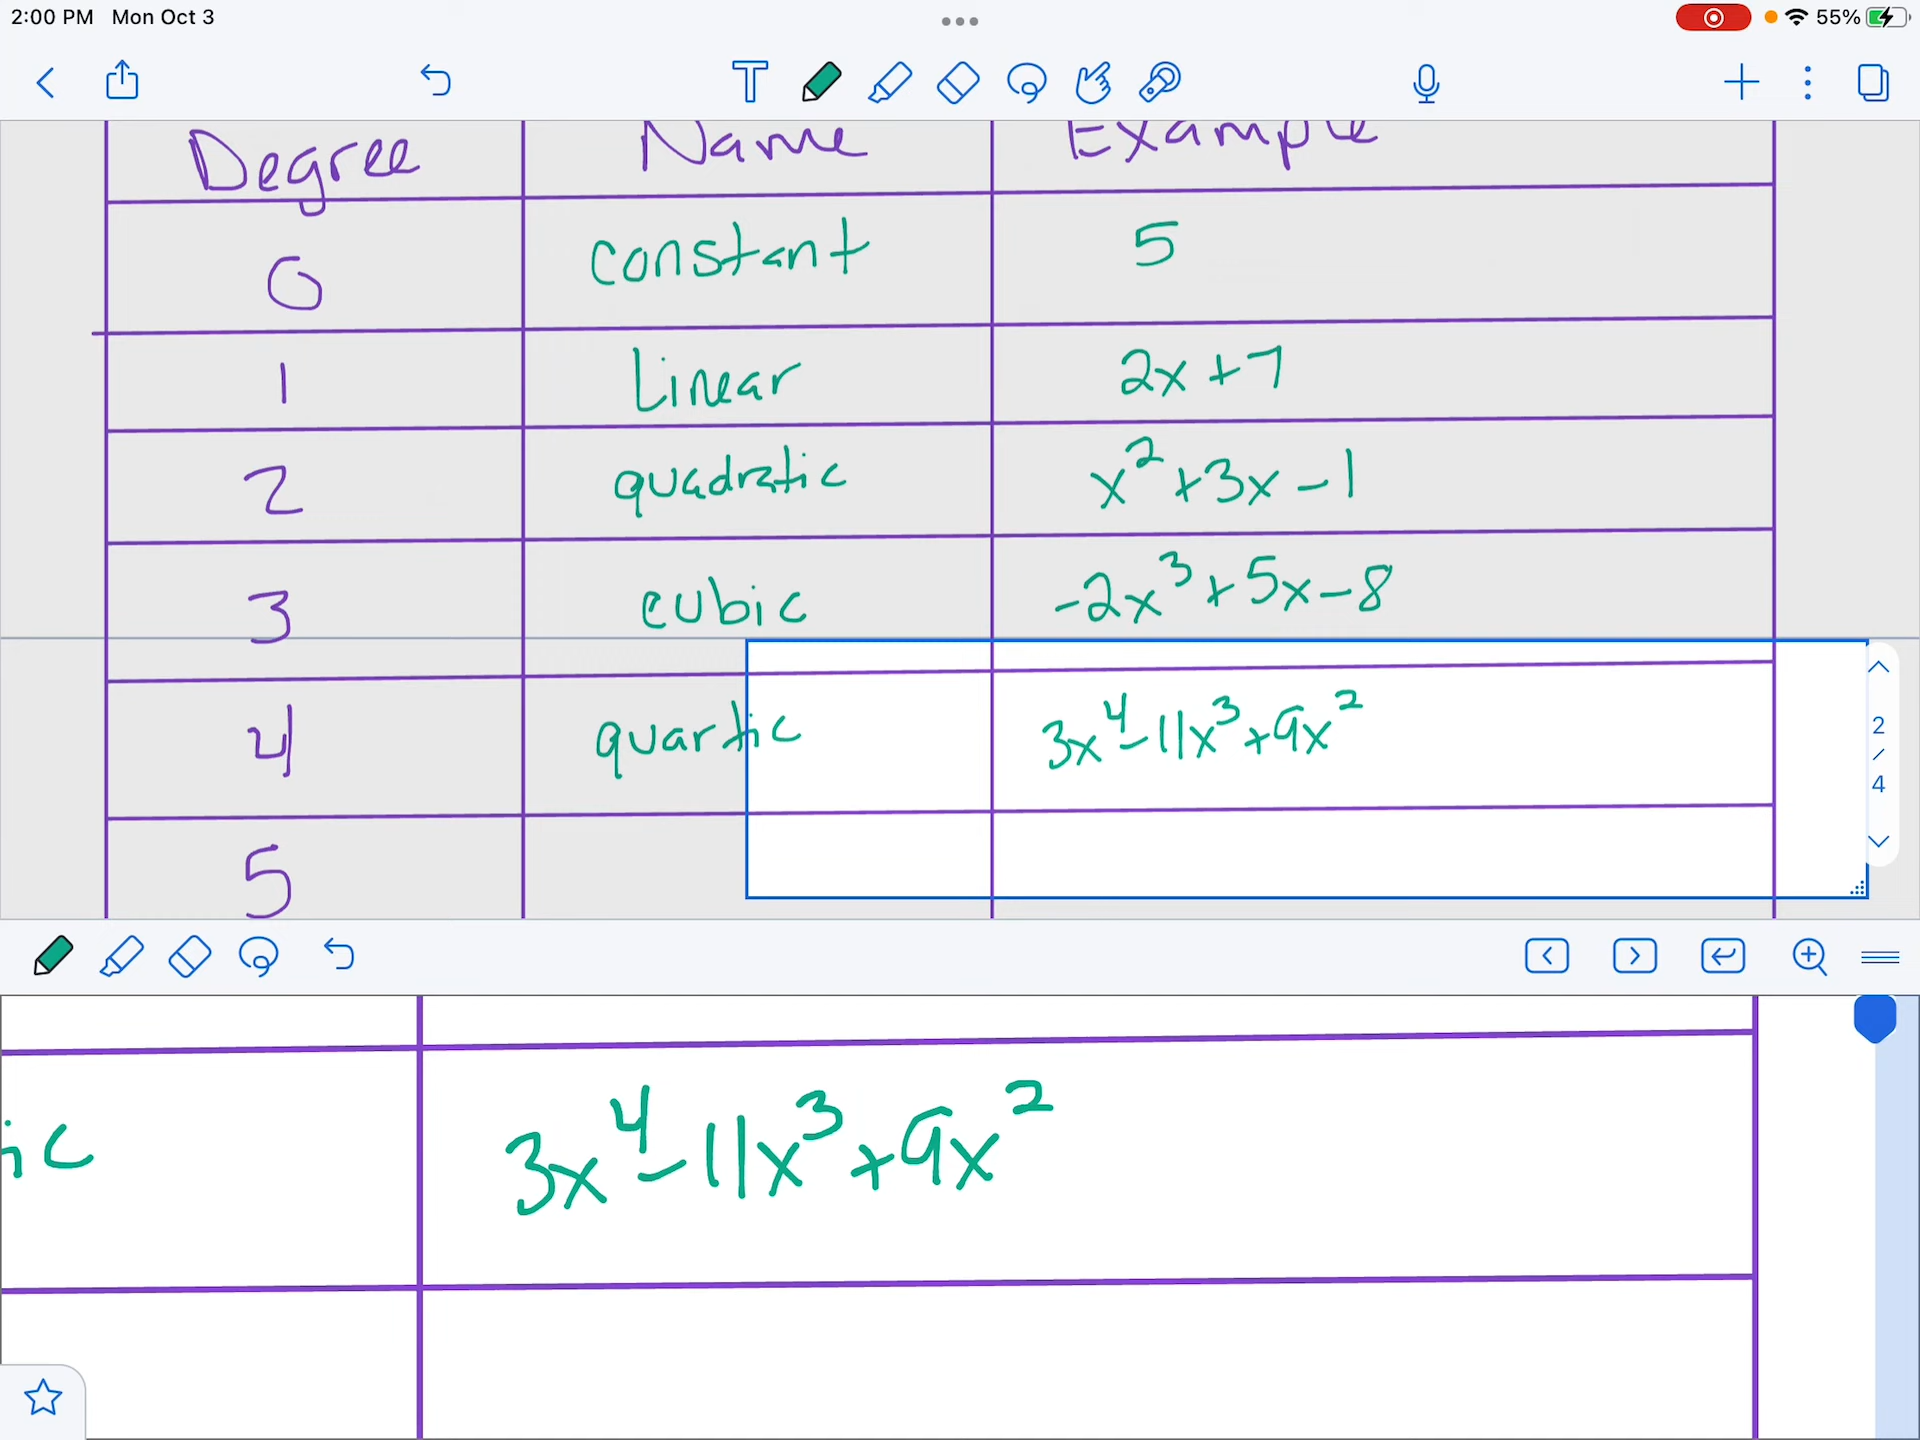 2:00 PM Mon Oct 3
55%
Degree Name Example
0 constant 5
1 Linear 2x + 7
2 quadratic x² + 3x - 1
3 cubic -2x³ + 5x - 8
4 quartic 3x⁴ - 11x³ + 9x²
5
2
/
4
ic 3x⁴ - 11x³ + 9x²